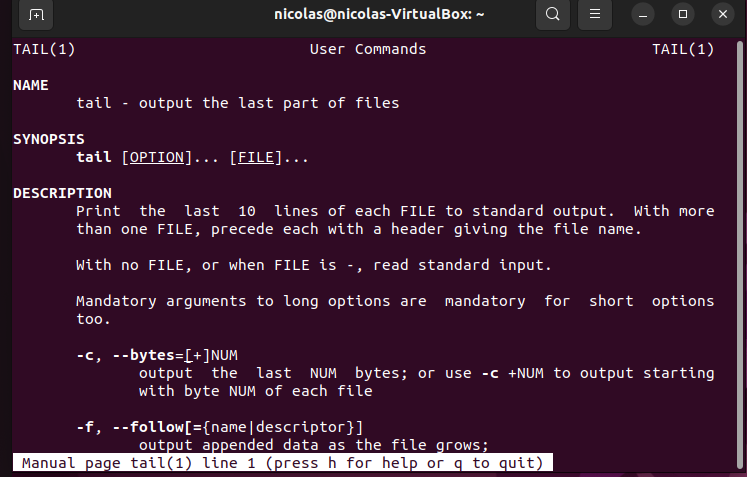 nicolas@nicolas-VirtualBox: ~
TAIL(1) User Commands TAIL(1)
NAME
tail - output the last part of files
SYNOPSIS
tail [OPTION]... [FILE]...
DESCRIPTION
Print the last 10 lines of each FILE to standard output. With more
than one FILE, precede each with a header giving the file name.
With no FILE, or when FILE is -, read standard input.
Mandatory arguments to long options are mandatory for short options
too.
-c, --bytes=[+]NUM
output the last NUM bytes; or use -c +NUM to output starting
with byte NUM of each file
-f, --follow[={name|descriptor}]
output appended data as the file grows;
Manual page tail(1) line 1 (press h for help or q to quit)